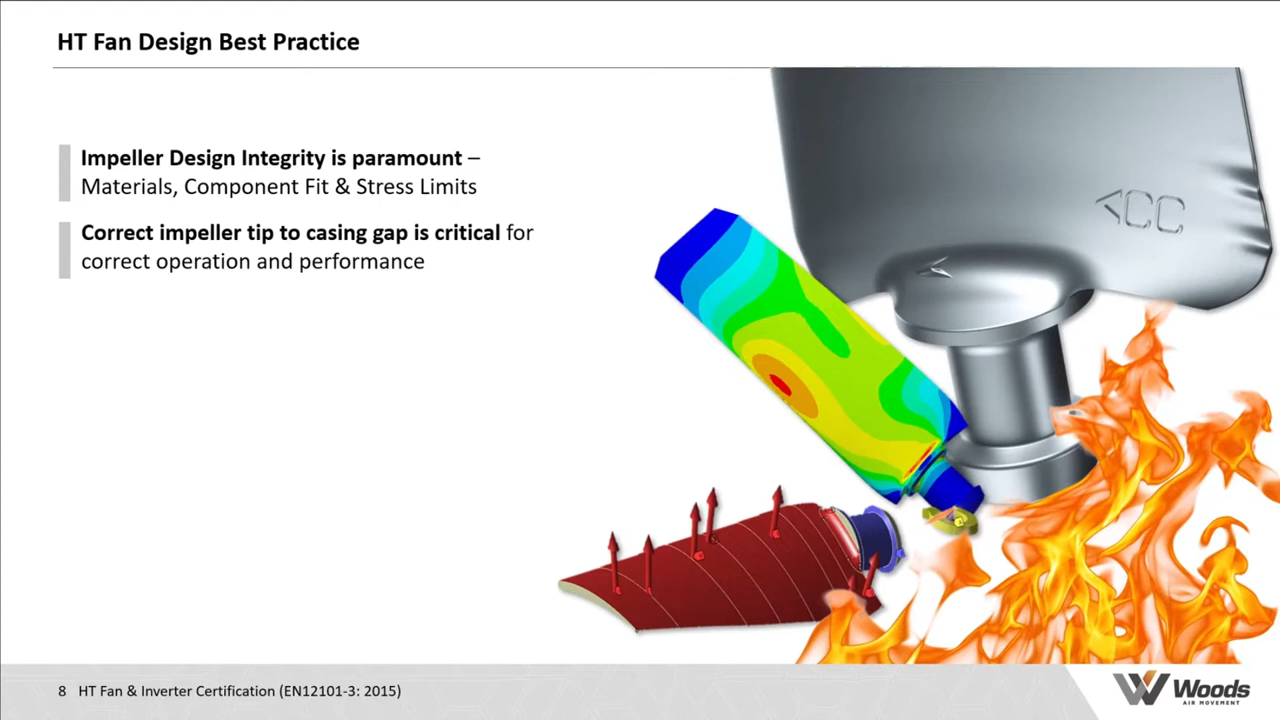 HT Fan Design Best Practice
Impeller Design Integrity is paramount –
Materials, Component Fit & Stress Limits
Correct impeller tip to casing gap is critical for
correct operation and performance
CC
8 HT Fan & Inverter Certification (EN12101-3: 2015)
Woods
AIR MOVEMENT